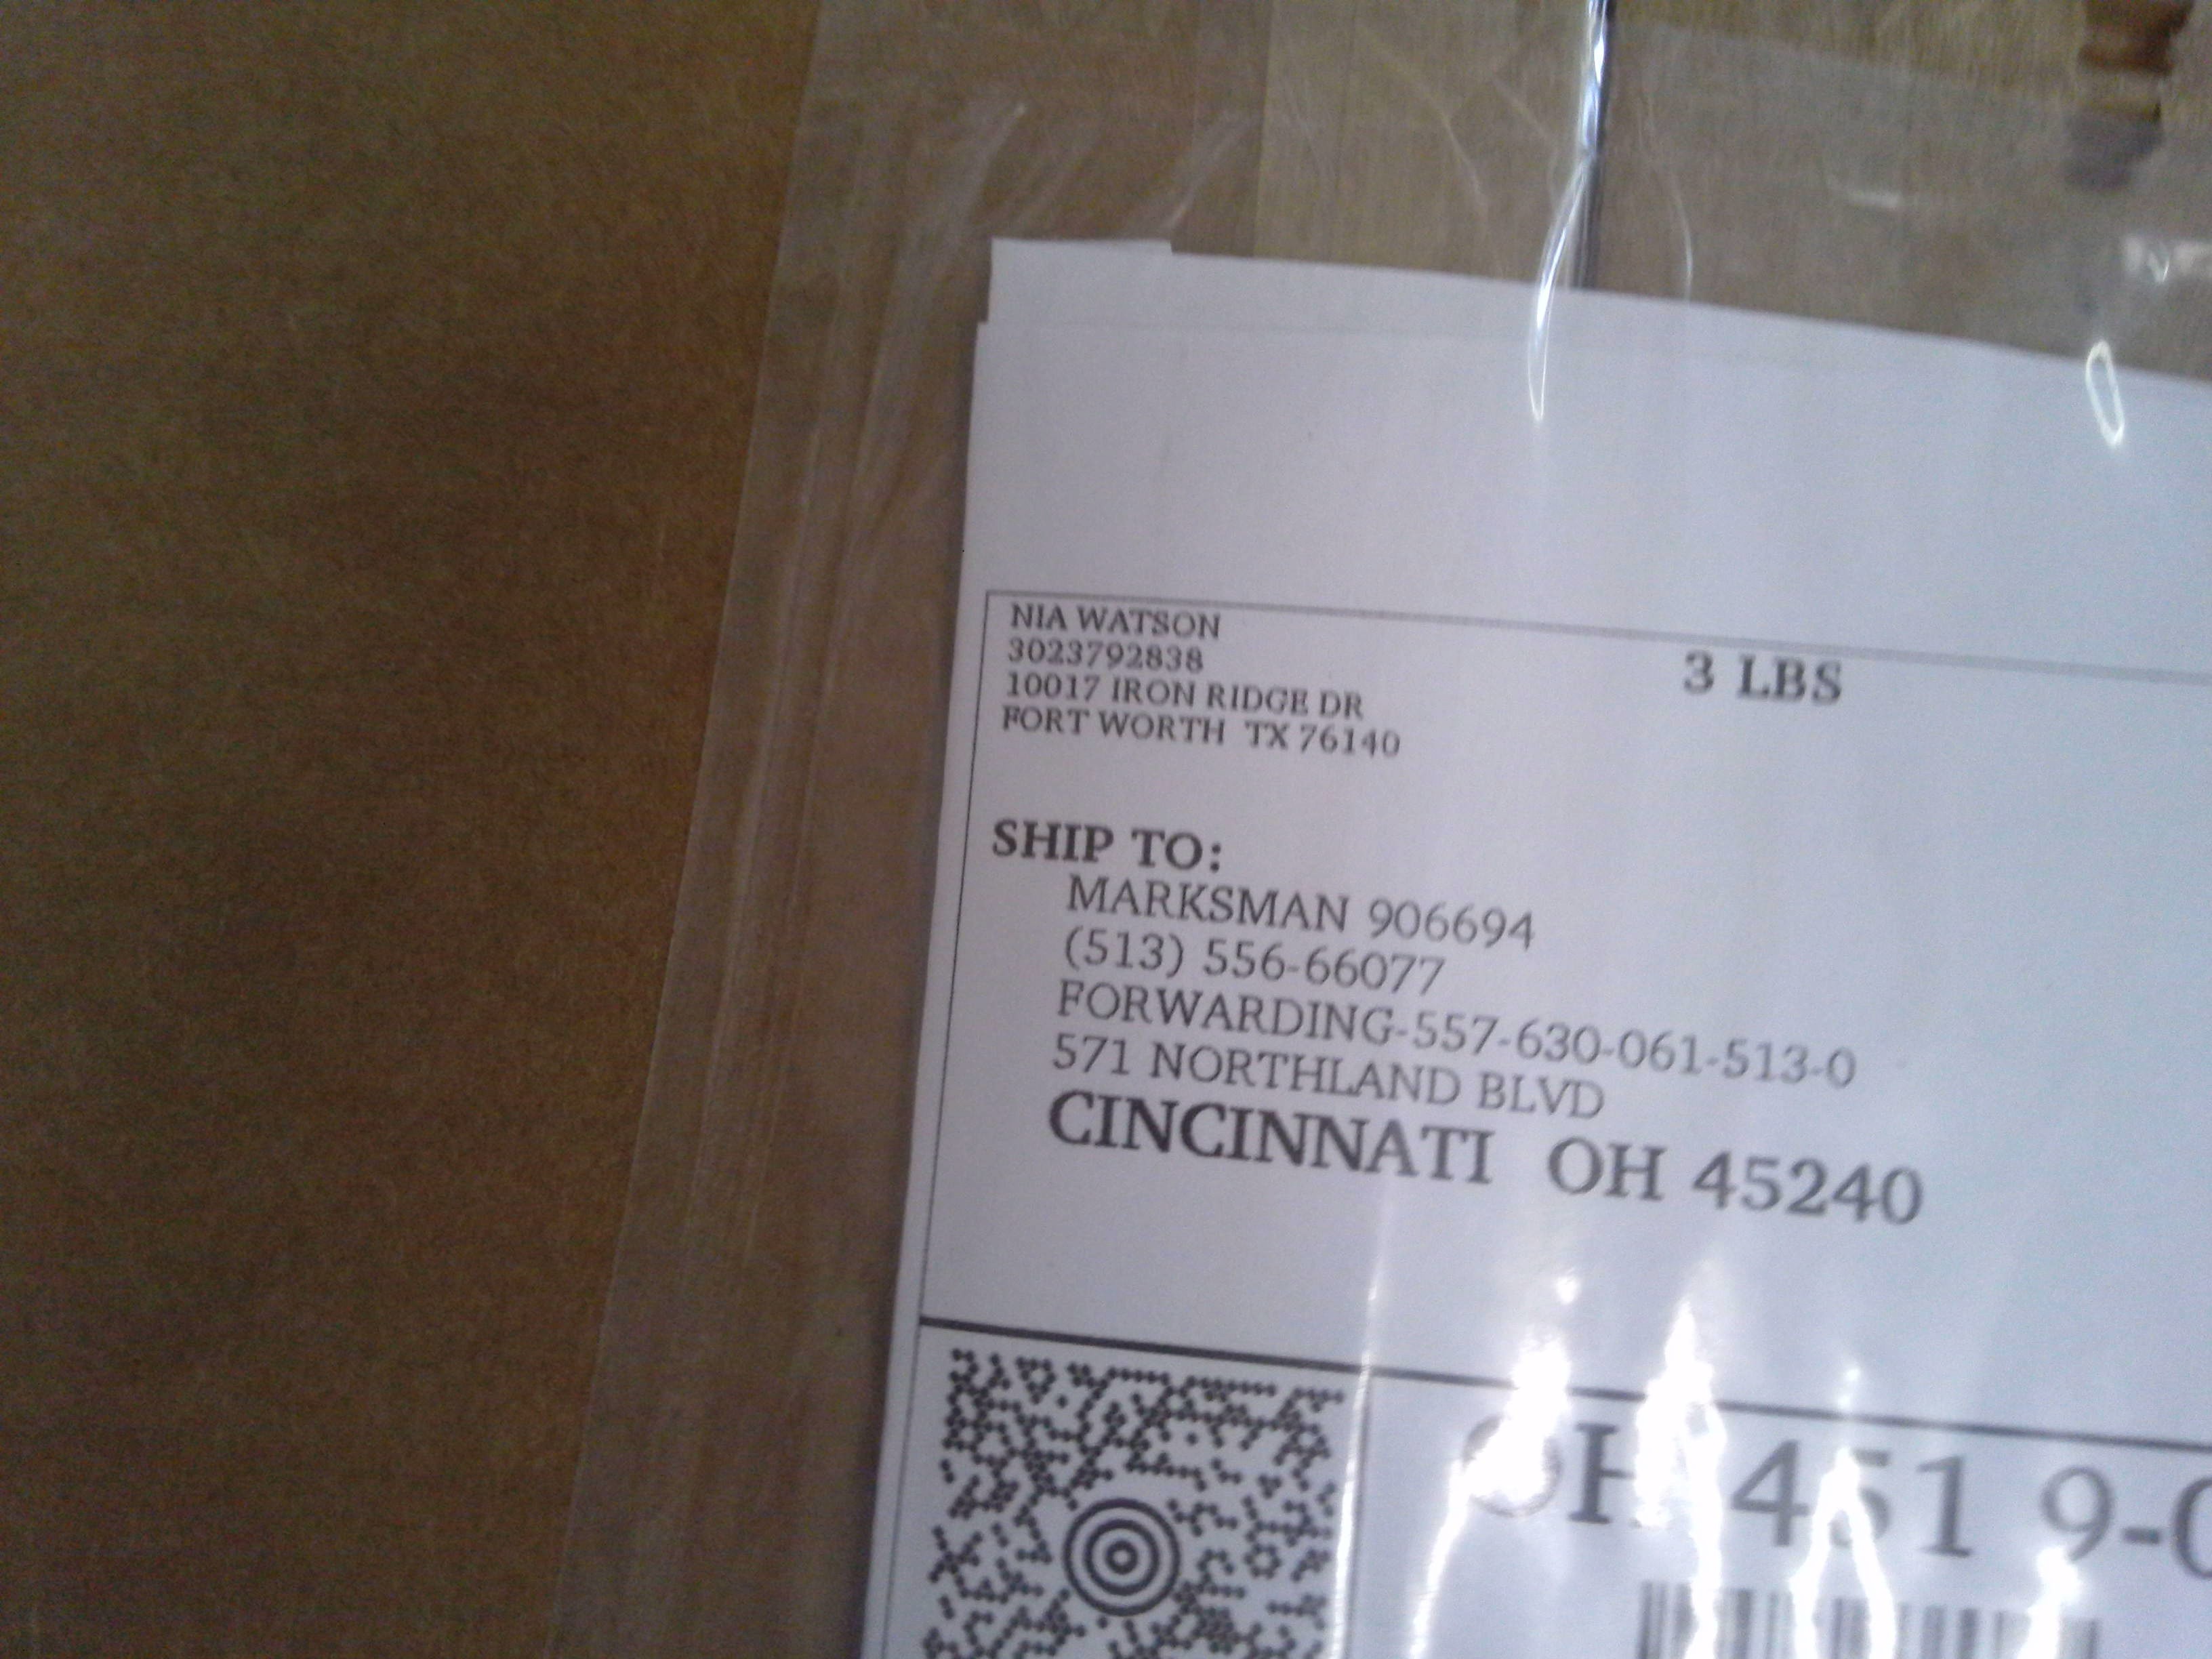 NIA WATSON
3023792838
10017 IRON RIDGE DR
FORT WORTH TX 76140
3 LBS
SHIP TO:
MARKSMAN 906694
(513) 556-66077
FORWARDING-557-630-061-513-0
571 NORTHLAND BLVD
CINCINNATI OH 45240